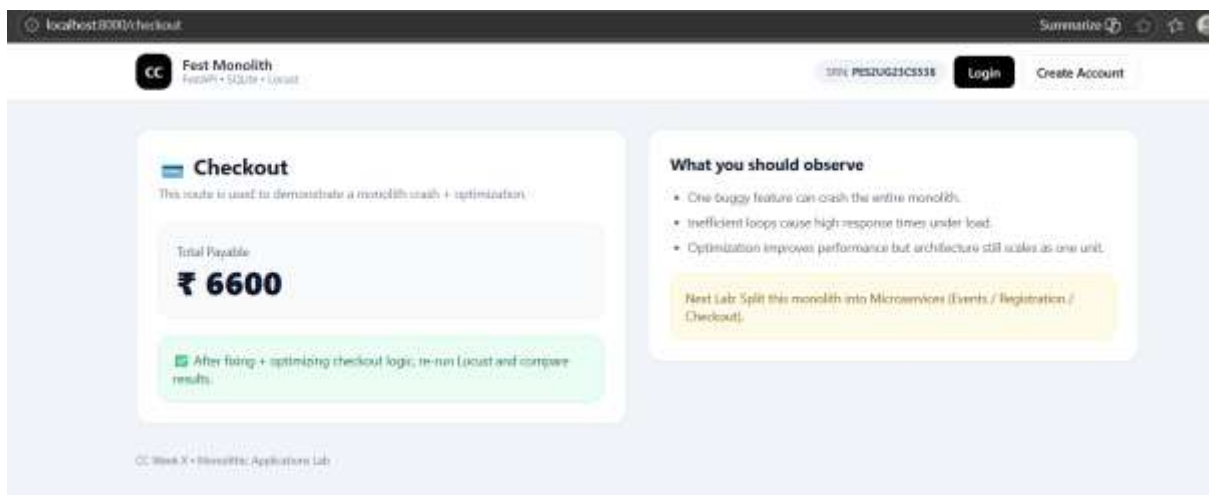 localhost:8000/checkout
Summarize
CC
Fest Monolith
FastAPI • SQLite • Locust
SRN: PES2UG23CS538
Login
Create Account
Checkout
This route is used to demonstrate a monolith crash + optimization.
Total Payable
₹ 6600
✅ After fixing + optimizing checkout logic, re-run Locust and compare
results.
What you should observe
• One buggy feature can crash the entire monolith.
• Inefficient loops cause high response times under load.
• Optimization improves performance but architecture still scales as one unit.
Next Lab: Split this monolith into Microservices (Events / Registration /
Checkout).
CC Week X • Monolithic Applications Lab